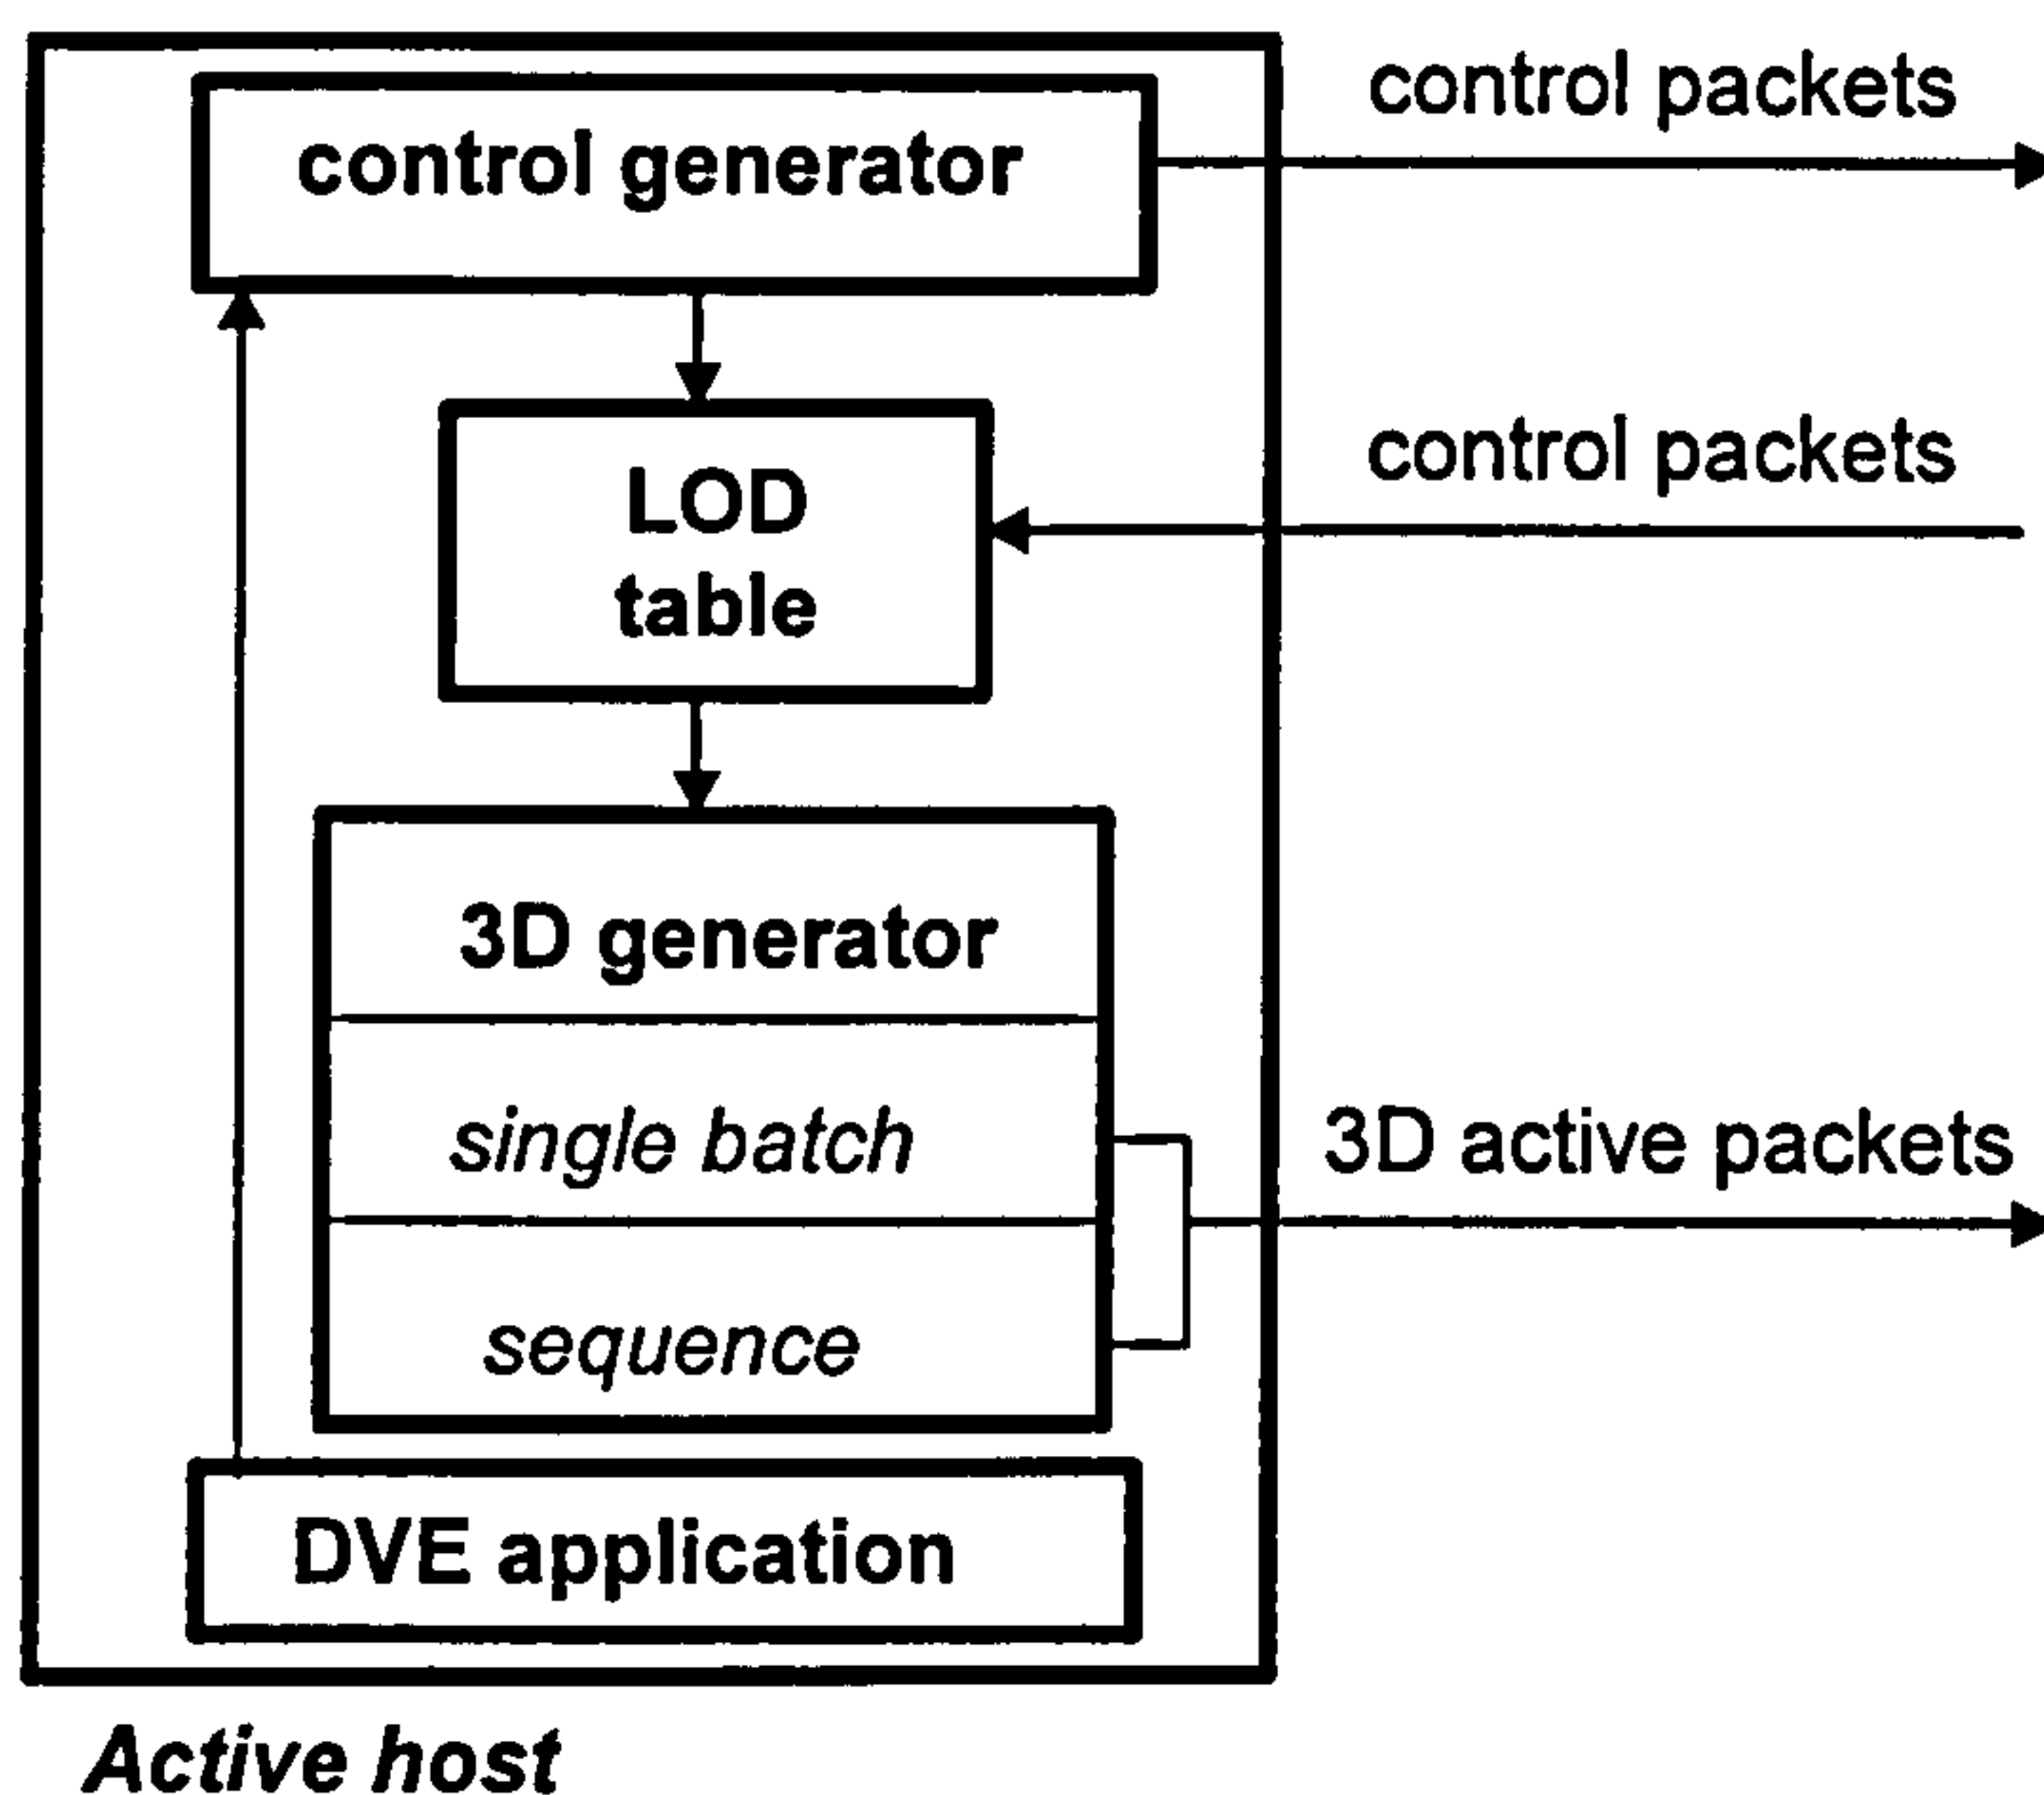 control packets
control generator
control packets
LOD
table
3D generator
single batch
3D active packets
sequence
DVE application
Active host